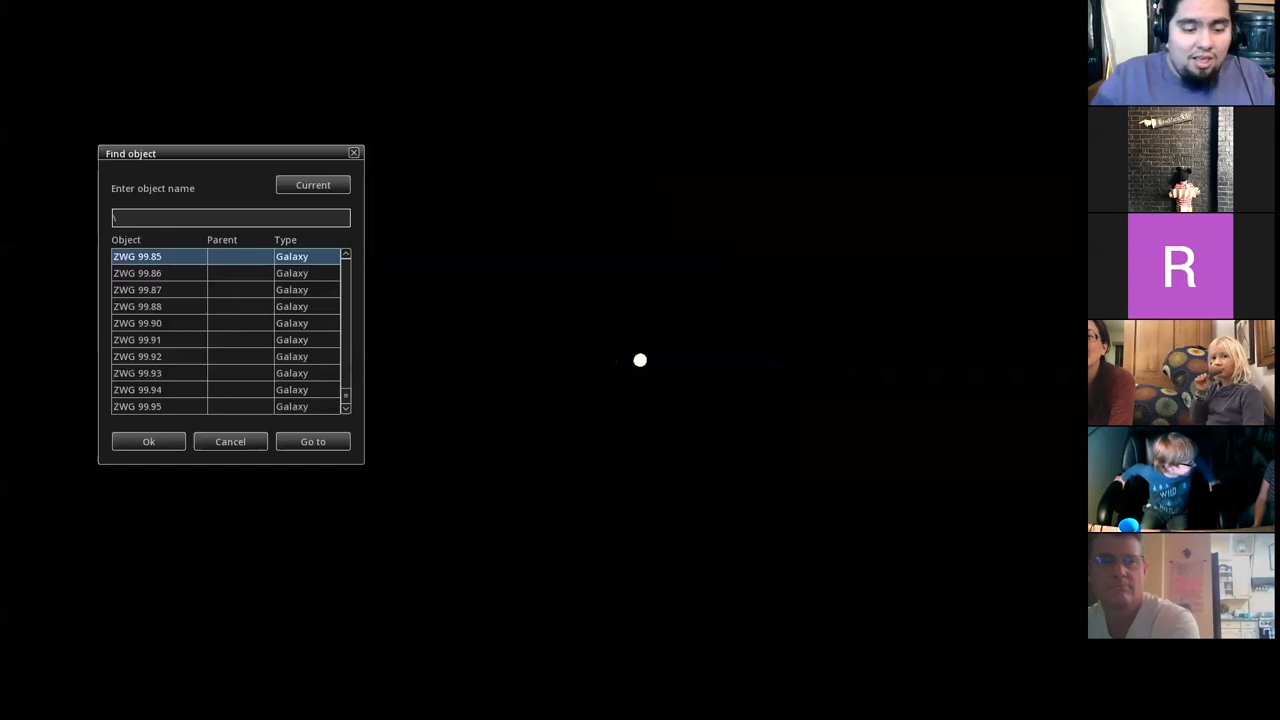 Find object
Enter object name
Current
\
Object Parent Type
ZWG 99.85 Galaxy
ZWG 99.86 Galaxy
ZWG 99.87 Galaxy
ZWG 99.88 Galaxy
ZWG 99.90 Galaxy
ZWG 99.91 Galaxy
ZWG 99.92 Galaxy
ZWG 99.93 Galaxy
ZWG 99.94 Galaxy
ZWG 99.95 Galaxy
Ok Cancel Go to
R
WILD